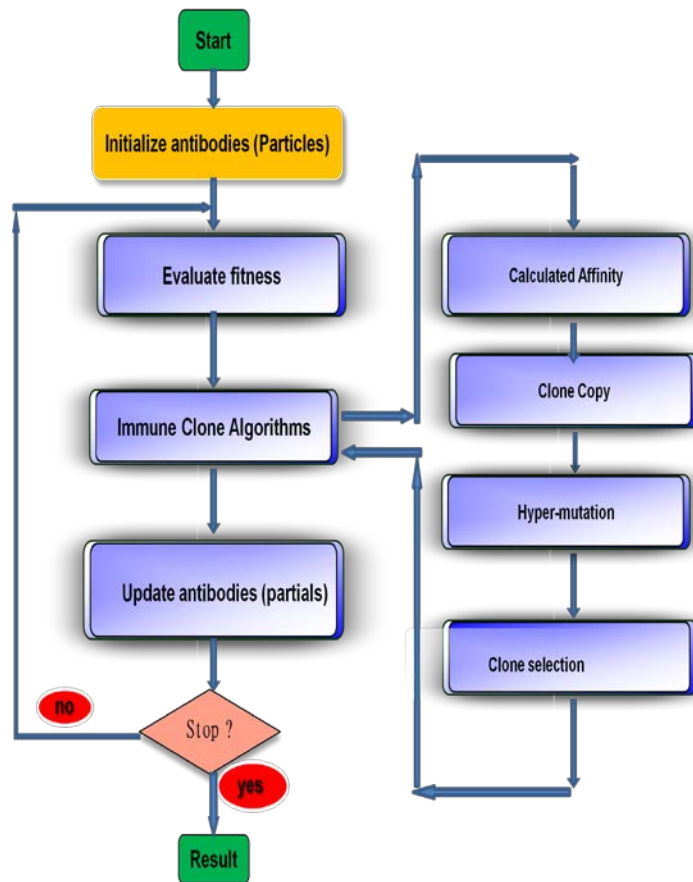 Start
Initialize antibodies (Particles)
Evaluate fitness
Immune Clone Algorithms
Update antibodies (partials)
no
Stop ?
yes
Result
Calculated Affinity
Clone Copy
Hyper-mutation
Clone selection